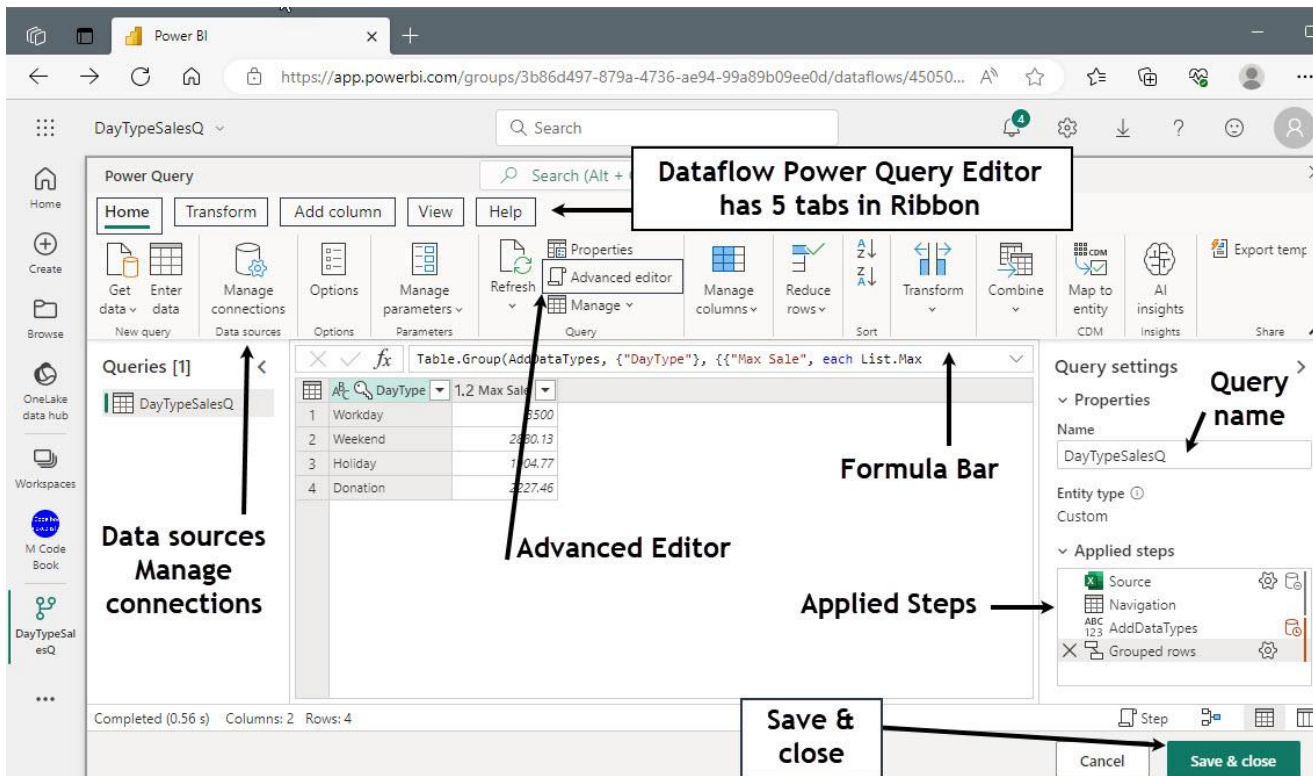 Power BI
https://app.powerbi.com/groups/3b86d497-879a-4736-ae94-99a89b09ee0d/dataflows/45050...
DayTypeSalesQ
Search
4
?
R
Power Query
Search (Alt +
Dataflow Power Query Editor
has 5 tabs in Ribbon
Home
Transform
Add column
View
Help
Home
Create
Browse
OneLake
data hub
Workspaces
M Code
Book
DayTypeSal
esQ
Get
data
Enter
data
New query
Manage
connections
Data sources
Options
Options
Manage
parameters
Parameters
Refresh
Properties
Advanced editor
Manage
Query
Manage
columns
Reduce
rows
Sort
Transform
Combine
CDM
Map to
entity
CDM
AI
insights
Insights
Export temp
Share
Queries [1]
DayTypeSalesQ
fx Table.Group(AddDataTypes, {"DayType"}, {{"Max Sale", each List.Max
DayType 1.2 Max Sale
1 Workday
2 Weekend
3 Holiday
4 Donation
Data sources
Manage
connections
Advanced Editor
Formula Bar
Applied Steps
Query settings
Query
name
Properties
Name
DayTypeSalesQ
Entity type
Custom
Applied steps
Source
Navigation
ABC
123
AddDataTypes
Grouped rows
Completed (0.56 s) Columns: 2 Rows: 4
Step
Save &
close
Cancel
Save & close